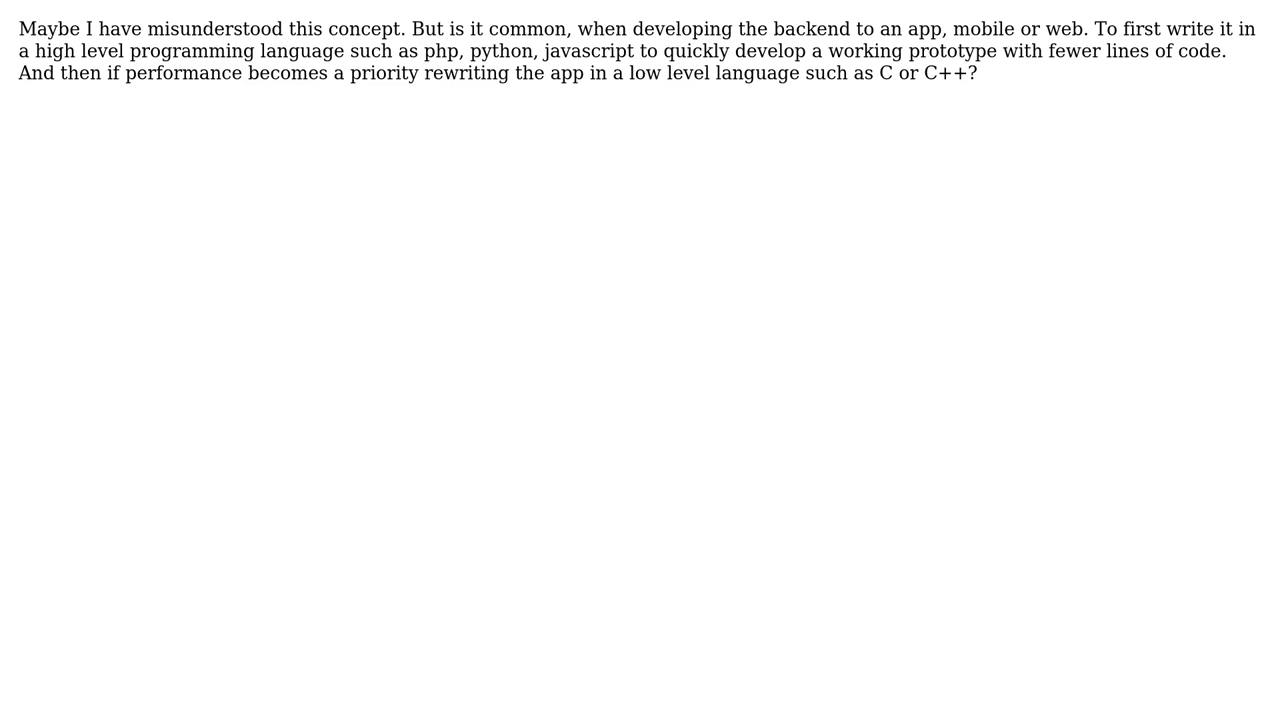 Maybe I have misunderstood this concept. But is it common, when developing the backend to an app, mobile or web. To first write it in
a high level programming language such as php, python, javascript to quickly develop a working prototype with fewer lines of code.
And then if performance becomes a priority rewriting the app in a low level language such as C or C++?